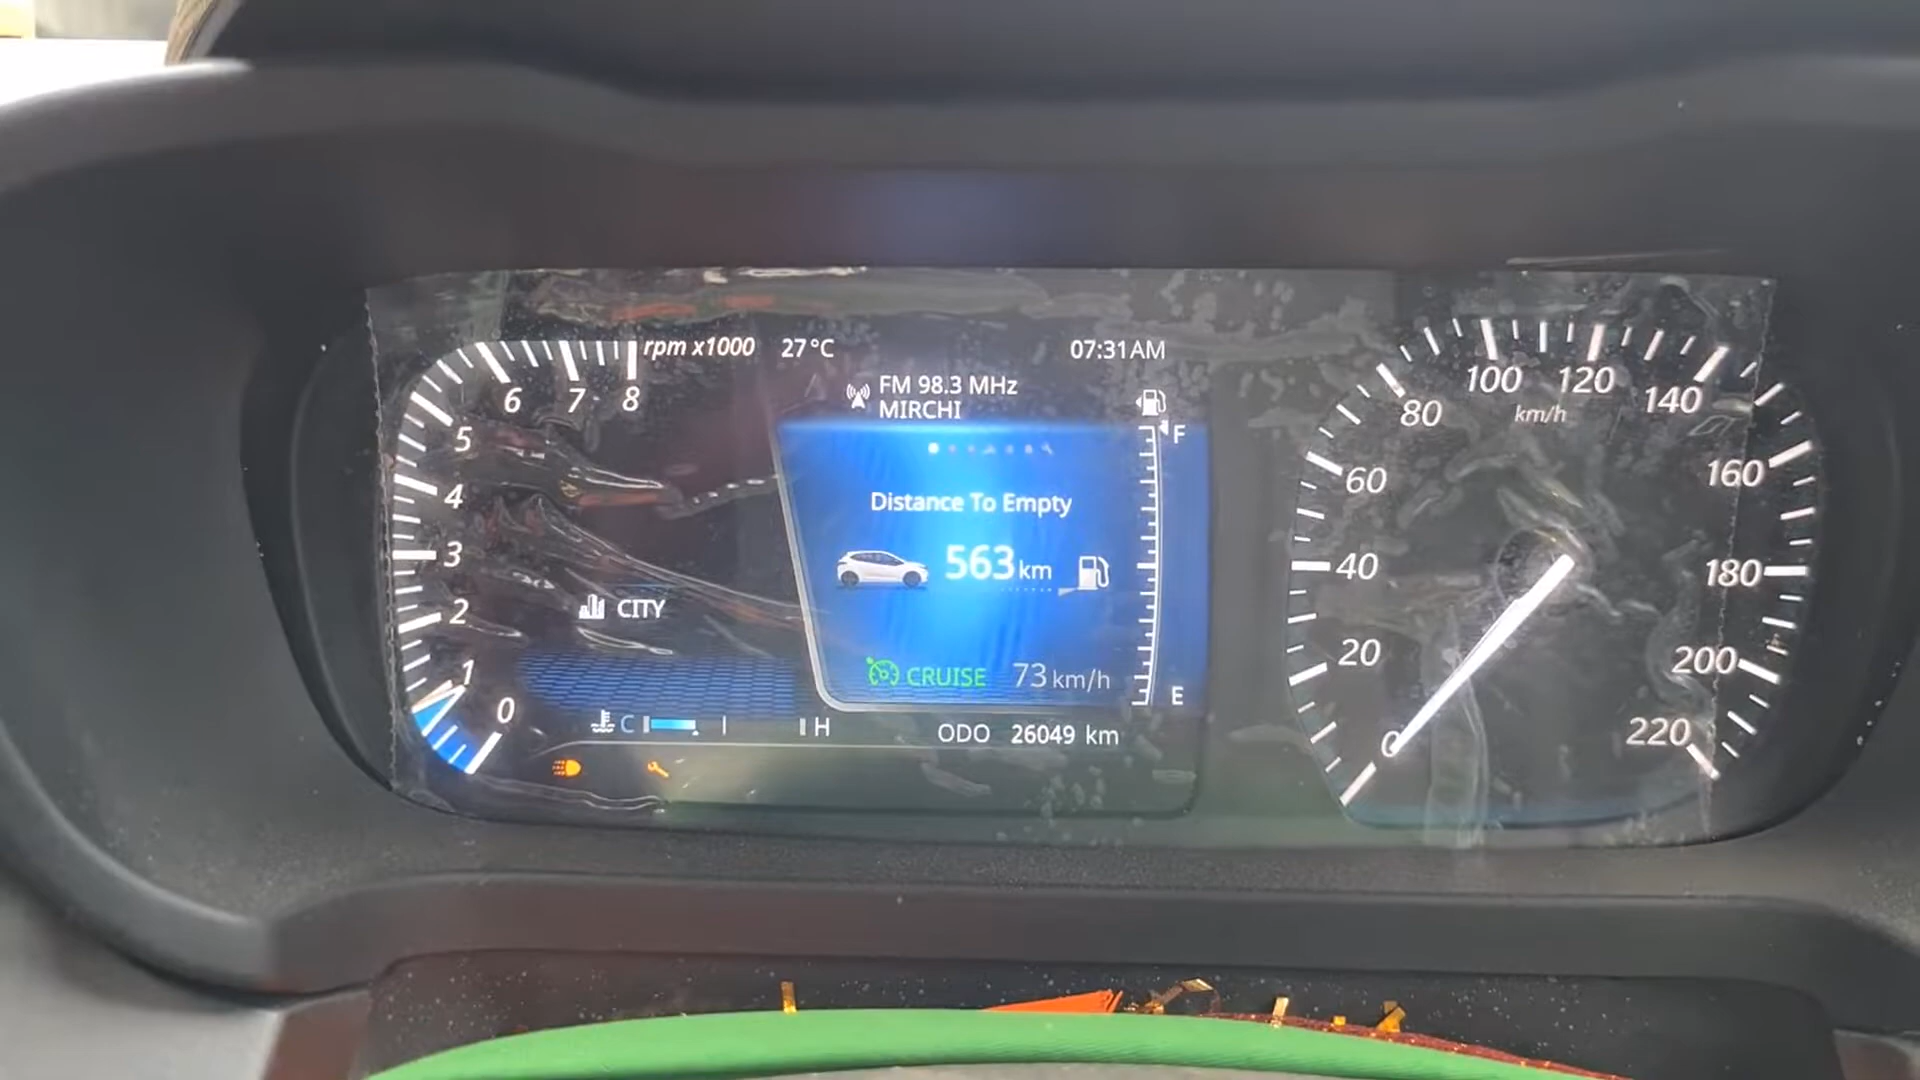 rpm x1000
27 °C
07:31AM
FM 98.3 MHz
MIRCHI
8
7
6
5
4
3
2
1
0
CITY
Distance To Empty
563 km
CRUISE 73 km/h
F
E
C
H
ODO 26049 km
0
20
40
60
80
100
120
140
160
180
200
220
km/h